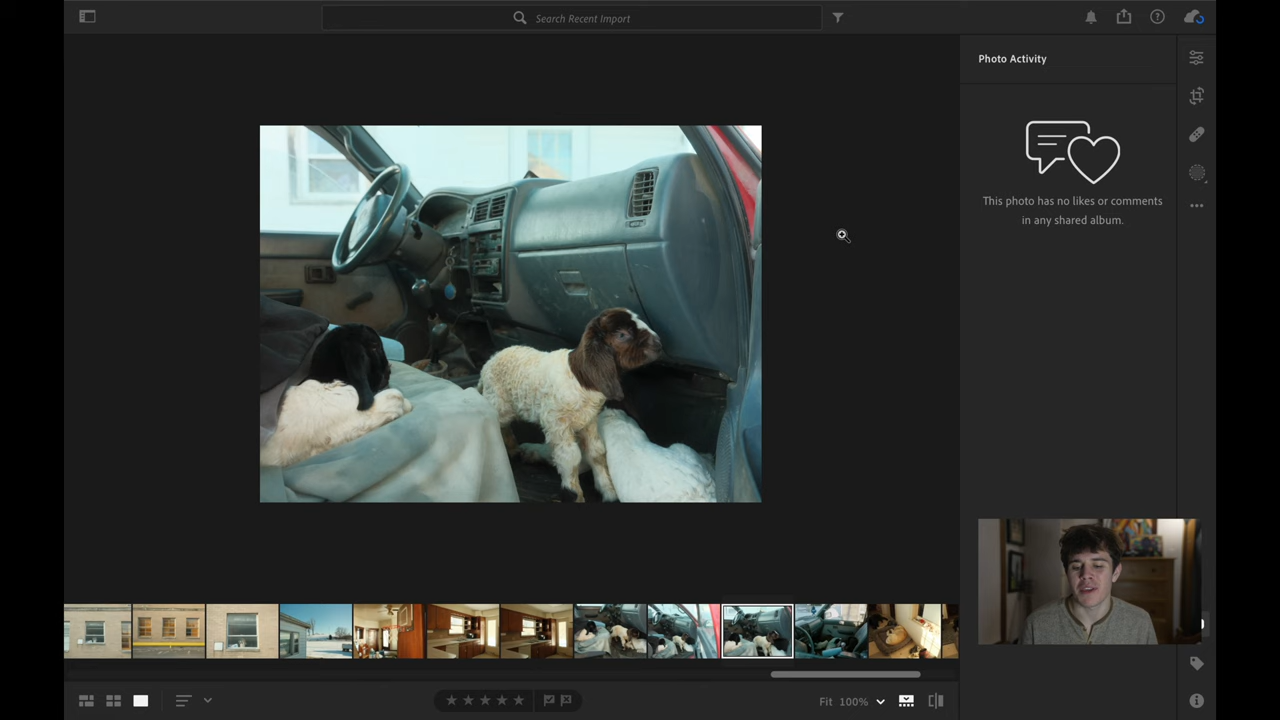 Search Recent Import
Photo Activity
This photo has no likes or comments
in any shared album.
Fit 100%